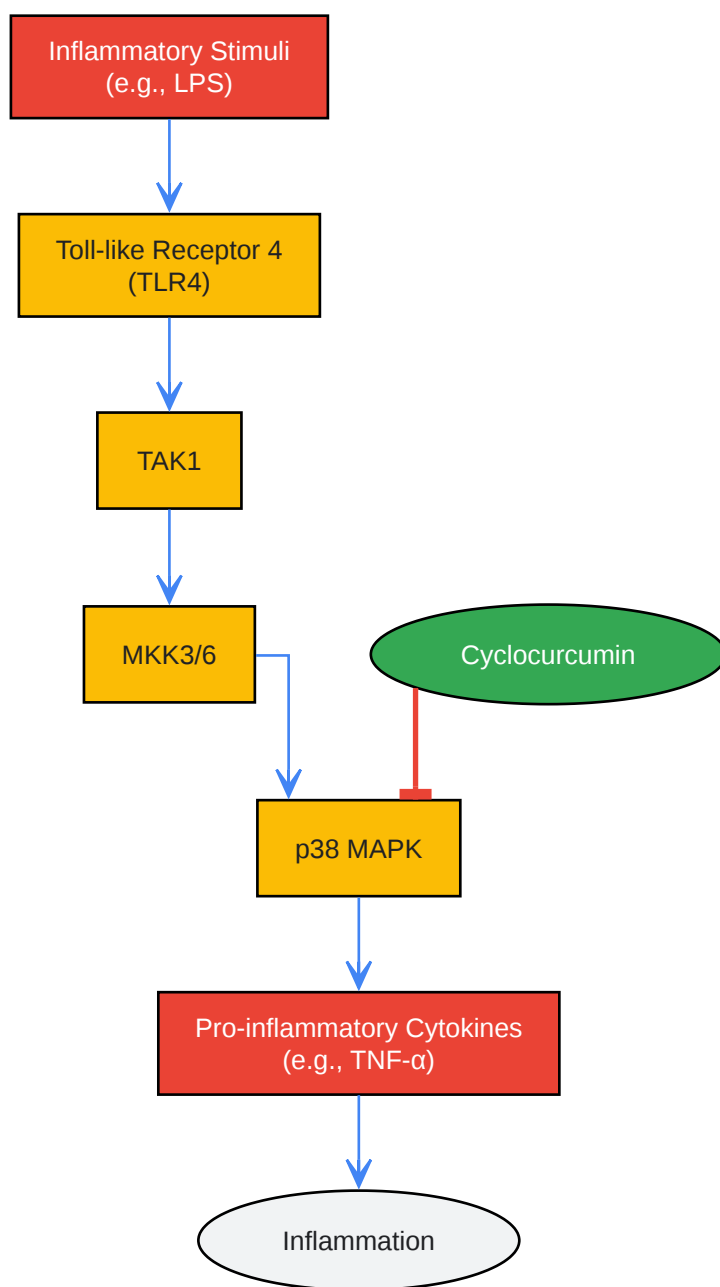 Inflammatory Stimuli
(e.g., LPS)
Toll-like Receptor 4
(TLR4)
TAK1
MKK3/6
Cyclocurcumin
p38 MAPK
Pro-inflammatory Cytokines
(e.g., TNF-α)
Inflammation